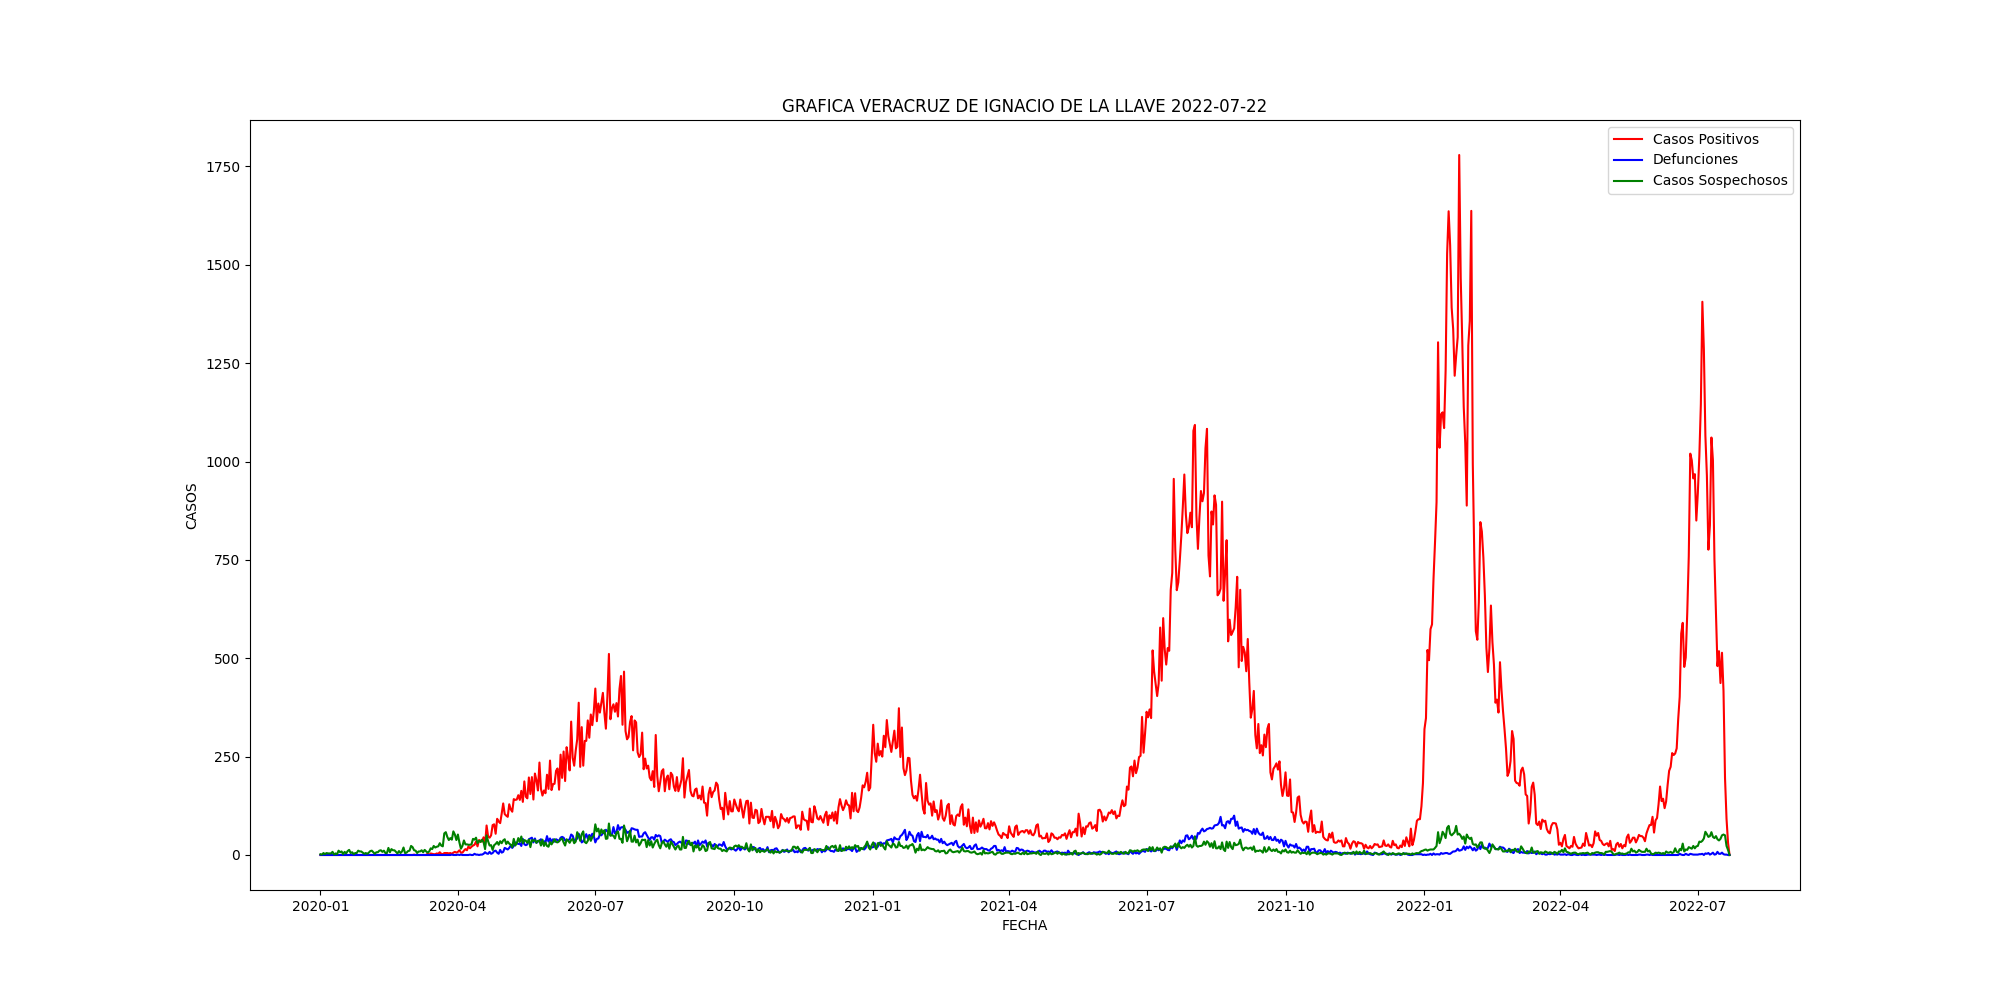 GRAFICA VERACRUZ DE IGNACIO DE LA LLAVE 2022-07-22
Casos Positivos
Defunciones
Casos Sospechosos
1750
1500
1250
1000
750
500
250
0
CASOS
2020-01 2020-04 2020-07 2020-10 2021-01 2021-04 2021-07 2021-10 2022-01 2022-04 2022-07
FECHA